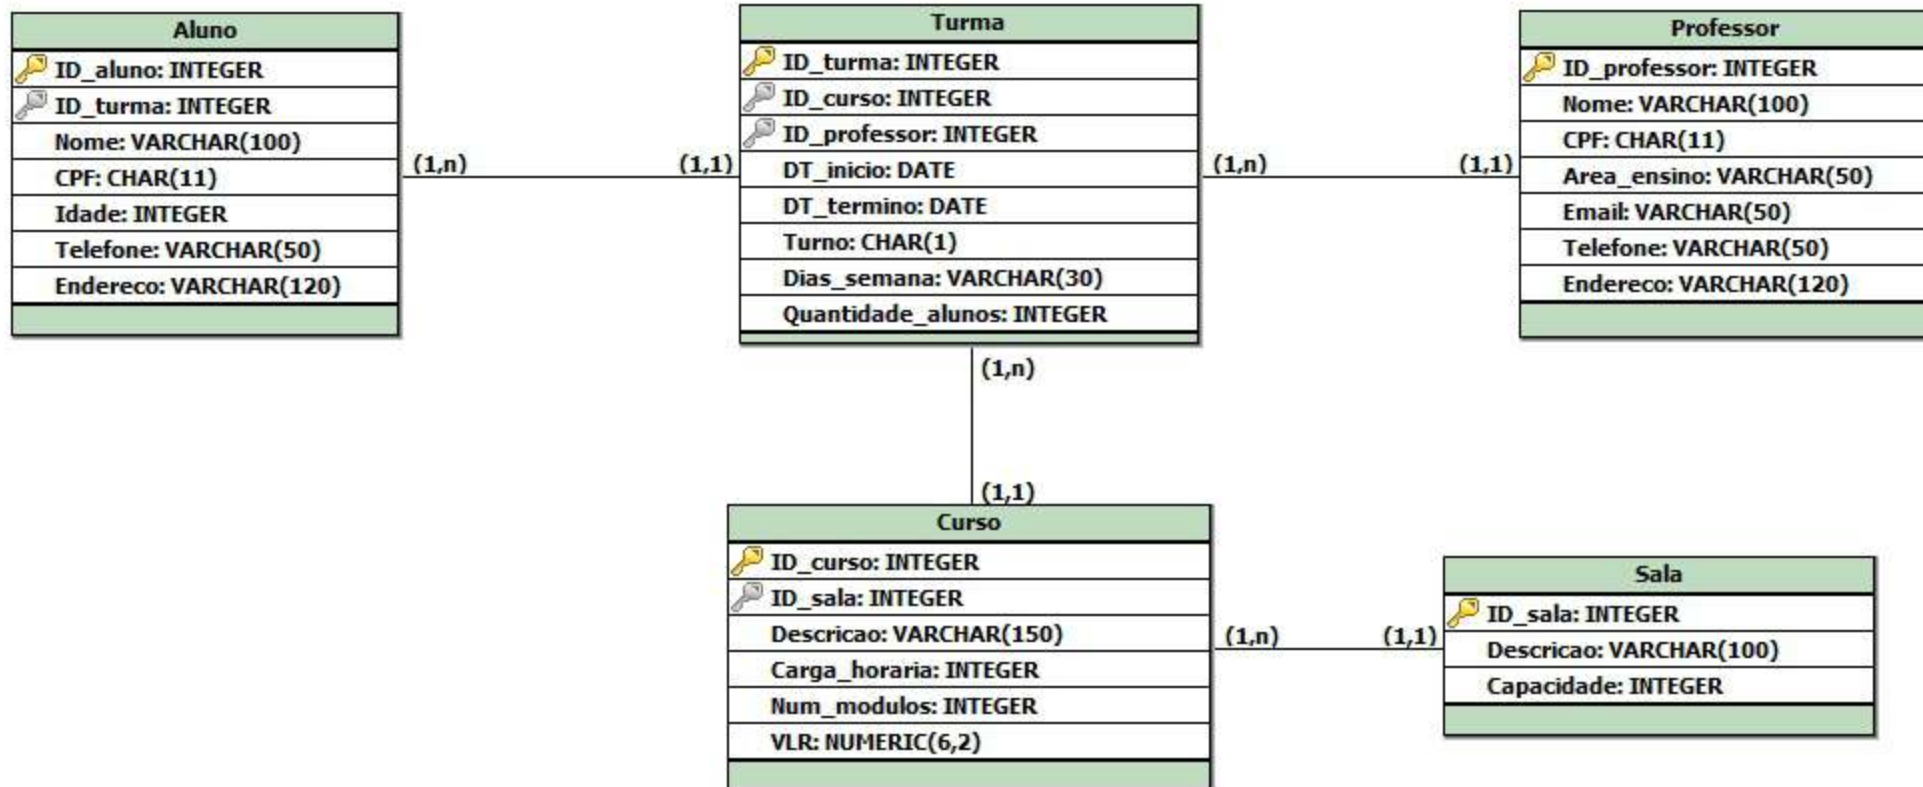 Aluno
ID_aluno: INTEGER
ID_turma: INTEGER
Nome: VARCHAR(100)
CPF: CHAR(11)
Idade: INTEGER
Telefone: VARCHAR(50)
Endereco: VARCHAR(120)
(1,n)
(1,1)
Turma
ID_turma: INTEGER
ID_curso: INTEGER
ID_professor: INTEGER
DT_inicio: DATE
DT_termino: DATE
Turno: CHAR(1)
Dias_semana: VARCHAR(30)
Quantidade_alunos: INTEGER
(1,n)
(1,1)
Professor
ID_professor: INTEGER
Nome: VARCHAR(100)
CPF: CHAR(11)
Area_ensino: VARCHAR(50)
Email: VARCHAR(50)
Telefone: VARCHAR(50)
Endereco: VARCHAR(120)
(1,n)
(1,1)
Curso
ID_curso: INTEGER
ID_sala: INTEGER
Descricao: VARCHAR(150)
Carga_horaria: INTEGER
Num_modulos: INTEGER
VLR: NUMERIC(6,2)
(1,n)
(1,1)
Sala
ID_sala: INTEGER
Descricao: VARCHAR(100)
Capacidade: INTEGER